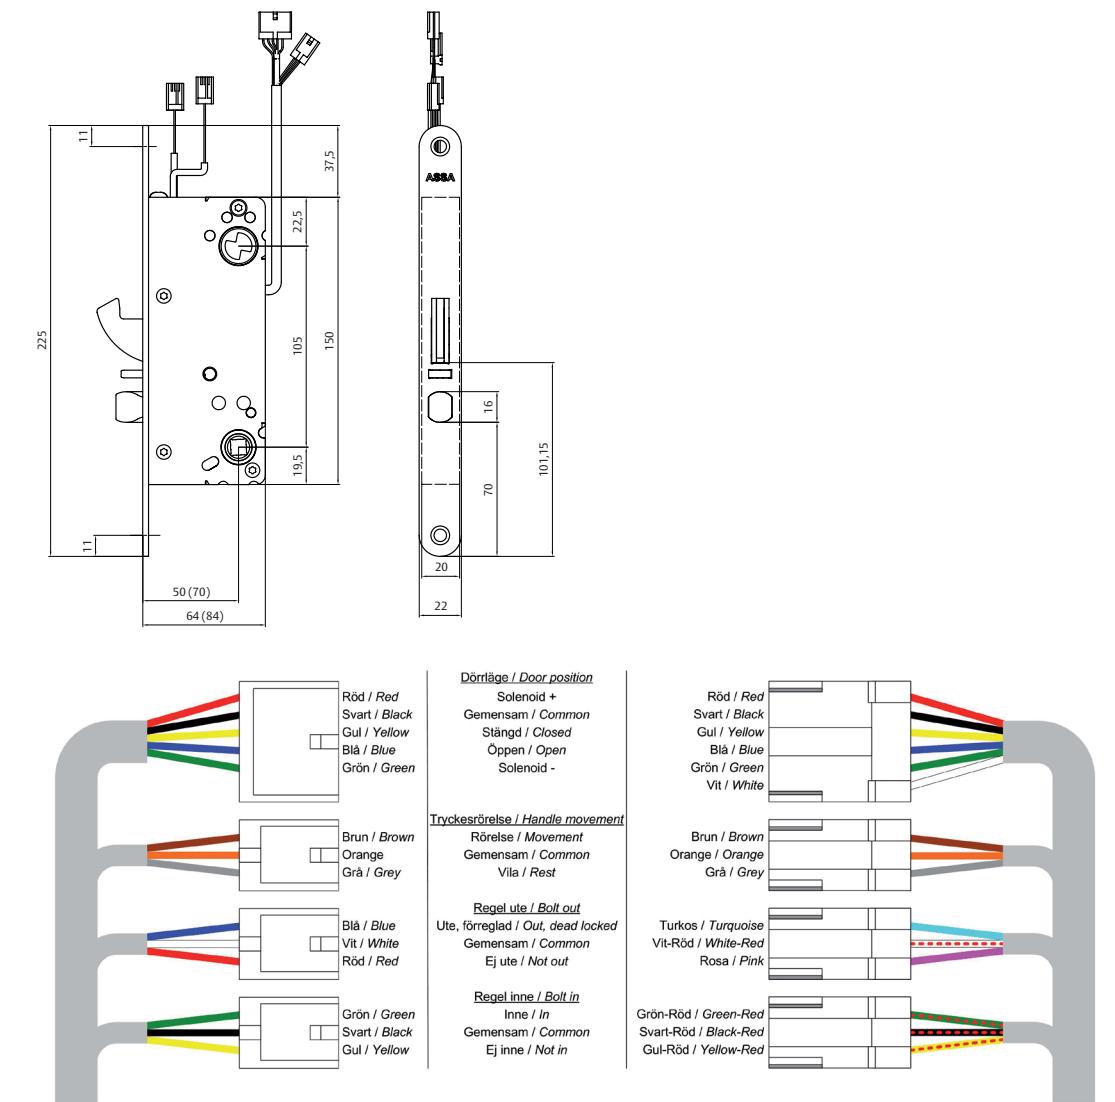 11
37,5
ASSA
22,5
225
105
150
16
101,15
19,5
70
11
50 (70)
20
64 (84)
22
Dörrläge / Door position
Röd / Red
Solenoid +
Röd / Red
Svart / Black
Gemensam / Common
Svart / Black
Gul / Yellow
Stängd / Closed
Gul / Yellow
Blå / Blue
Öppen / Open
Blå / Blue
Grön / Green
Solenoid -
Grön / Green
Vit / White
Tryckesrörelse / Handle movement
Brun / Brown
Rörelse / Movement
Brun / Brown
Orange
Gemensam / Common
Orange / Orange
Grå / Grey
Vila / Rest
Grå / Grey
Regel ute / Bolt out
Blå / Blue
Ute, förreglad / Out, dead locked
Turkos / Turquoise
Vit / White
Gemensam / Common
Vit-Röd / White-Red
Röd / Red
Ej ute / Not out
Rosa / Pink
Regel inne / Bolt in
Grön / Green
Inne / In
Grön-Röd / Green-Red
Svart / Black
Gemensam / Common
Svart-Röd / Black-Red
Gul / Yellow
Ej inne / Not in
Gul-Röd / Yellow-Red